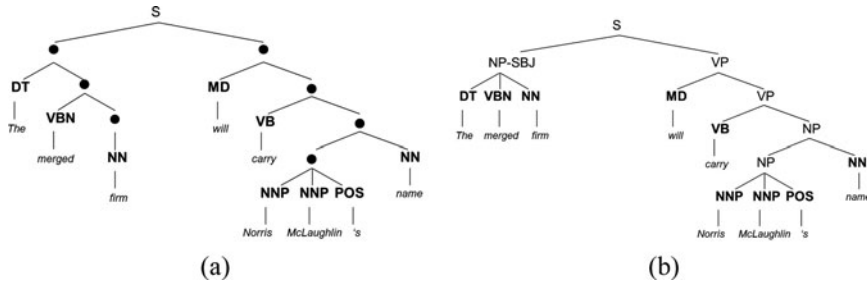 S
DT
MD
VBN
VB
NN
NN
NNP NNP POS
The
will
merged
carry
firm
name
Norris McLaughlin 's
(a)
S
NP-SBJ VP
DT VBN NN MD VP
The merged firm will VB NP
carry NP NN
NNP NNP POS name
Norris McLaughlin 's
(b)